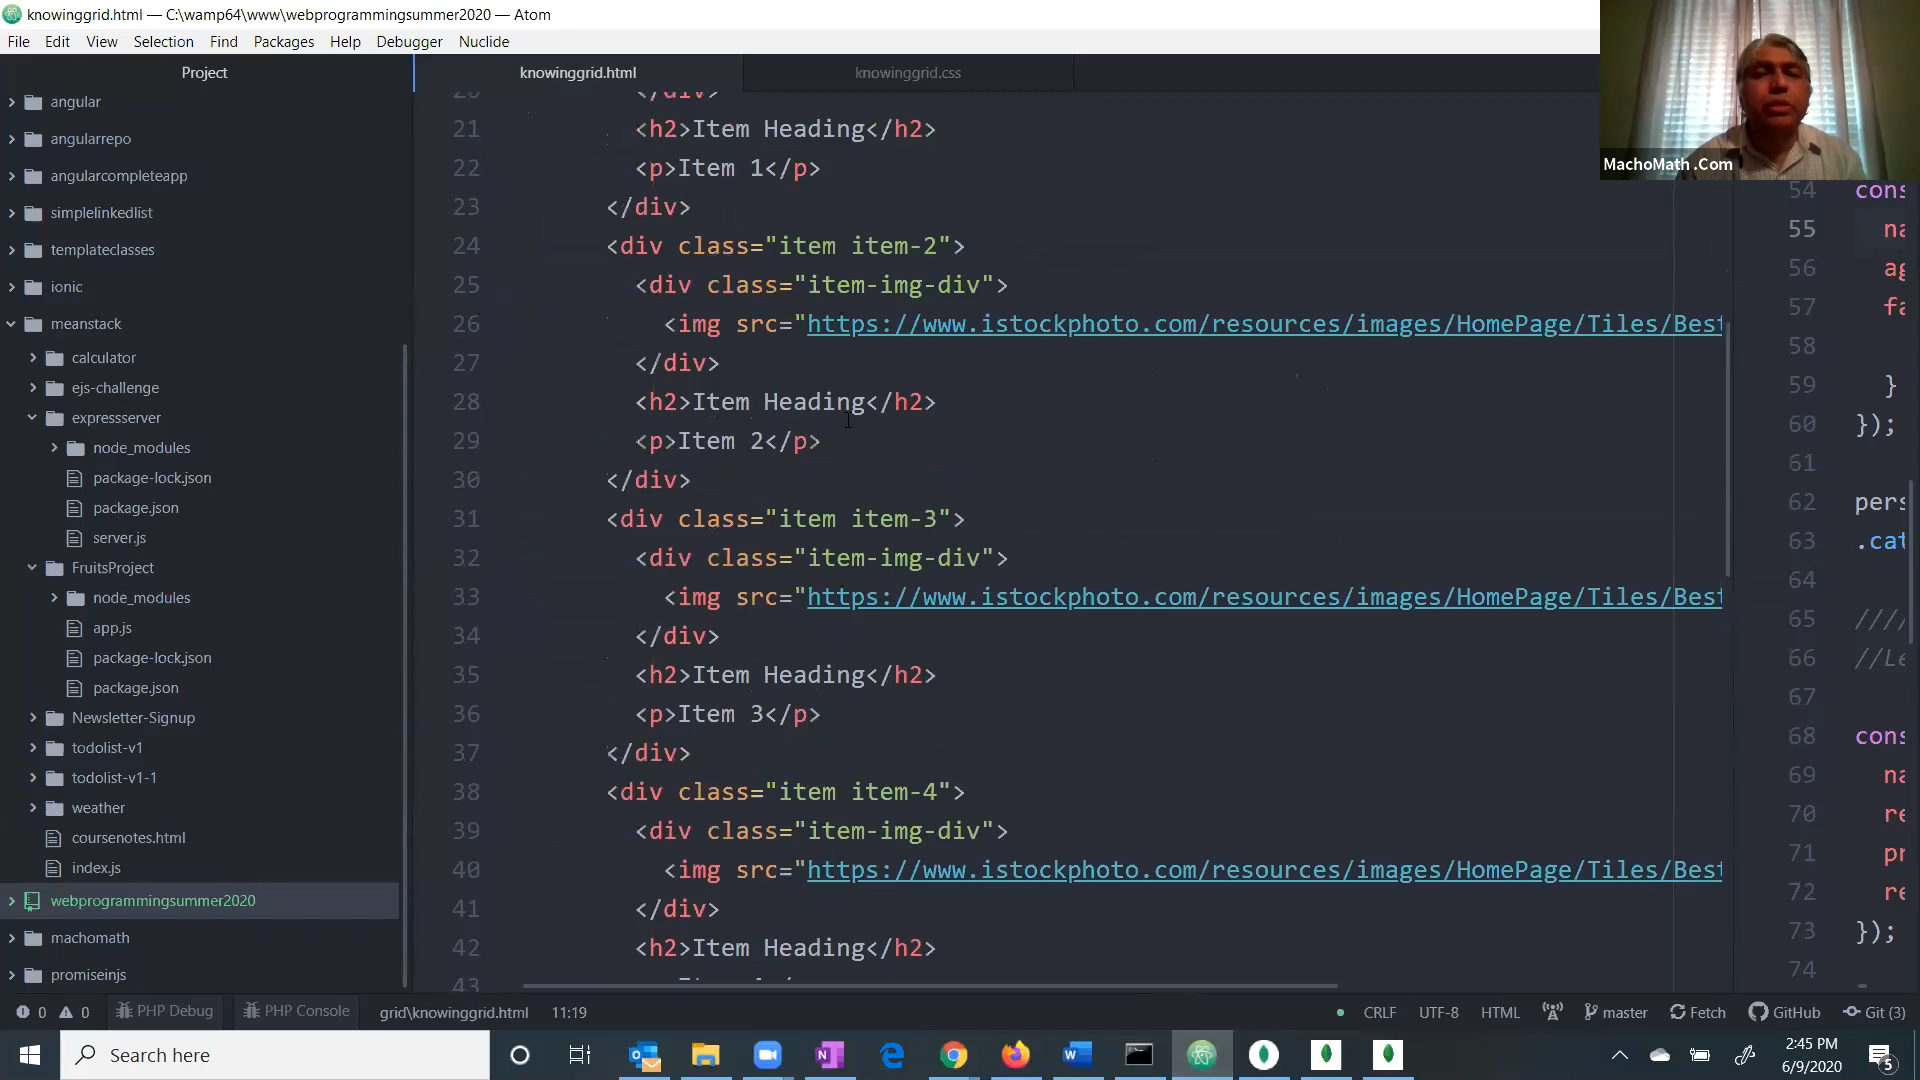 knowinggrid.html — C:\wamp64\www\webprogrammingsummer2020 — Atom
File Edit View Selection Find Packages Help Debugger Nuclide
Project
angular
angularrepo
angularcompleteapp
simplelinkedlist
templateclasses
ionic
meanstack
calculator
ejs-challenge
expressserver
node_modules
package-lock.json
package.json
server.js
FruitsProject
node_modules
app.js
package-lock.json
package.json
Newsletter-Signup
todolist-v1
todolist-v1-1
weather
coursenotes.html
index.js
webprogrammingsummer2020
machomath
promiseinjs
knowinggrid.html knowinggrid.css
20 </div>
21 <h2>Item Heading</h2>
22 <p>Item 1</p>
23 </div>
24 <div class="item item-2">
25 <div class="item-img-div">
26 <img src="https://www.istockphoto.com/resources/images/HomePage/Tiles/Best
27 </div>
28 <h2>Item Heading</h2>
29 <p>Item 2</p>
30 </div>
31 <div class="item item-3">
32 <div class="item-img-div">
33 <img src="https://www.istockphoto.com/resources/images/HomePage/Tiles/Best
34 </div>
35 <h2>Item Heading</h2>
36 <p>Item 3</p>
37 </div>
38 <div class="item item-4">
39 <div class="item-img-div">
40 <img src="https://www.istockphoto.com/resources/images/HomePage/Tiles/Best
41 </div>
42 <h2>Item Heading</h2>
43
MachoMath .Com
54 cons
55 na
56 ag
57 fa
58
59 }
60 });
61
62 pers
63 .cat
64
65 ////
66 //Le
67
68 cons
69 na
70 re
71 pr
72 re
73 });
74
0 0 PHP Debug PHP Console grid\knowinggrid.html 11:19 CRLF UTF-8 HTML master Fetch GitHub Git (3)
Search here
2:45 PM
6/9/2020
5